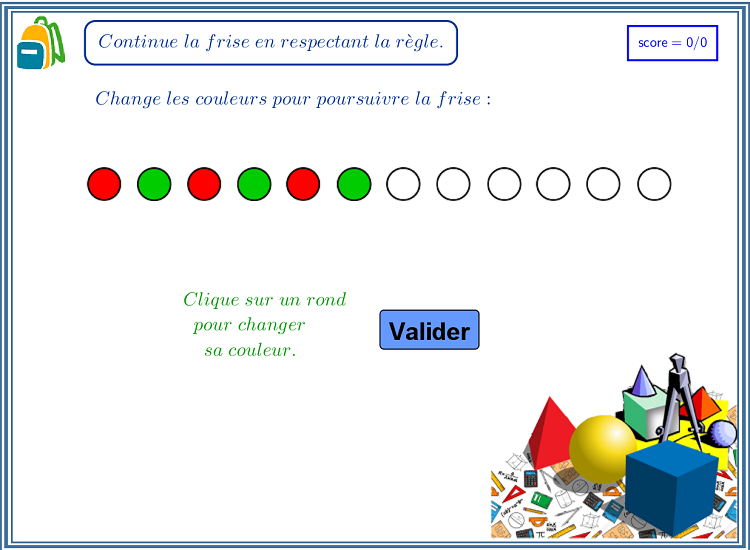 Continue la frise en respectant la règle.
score = 0/0
Change les couleurs pour poursuivre la frise :
Clique sur un rond
pour changer
sa couleur.
Valider